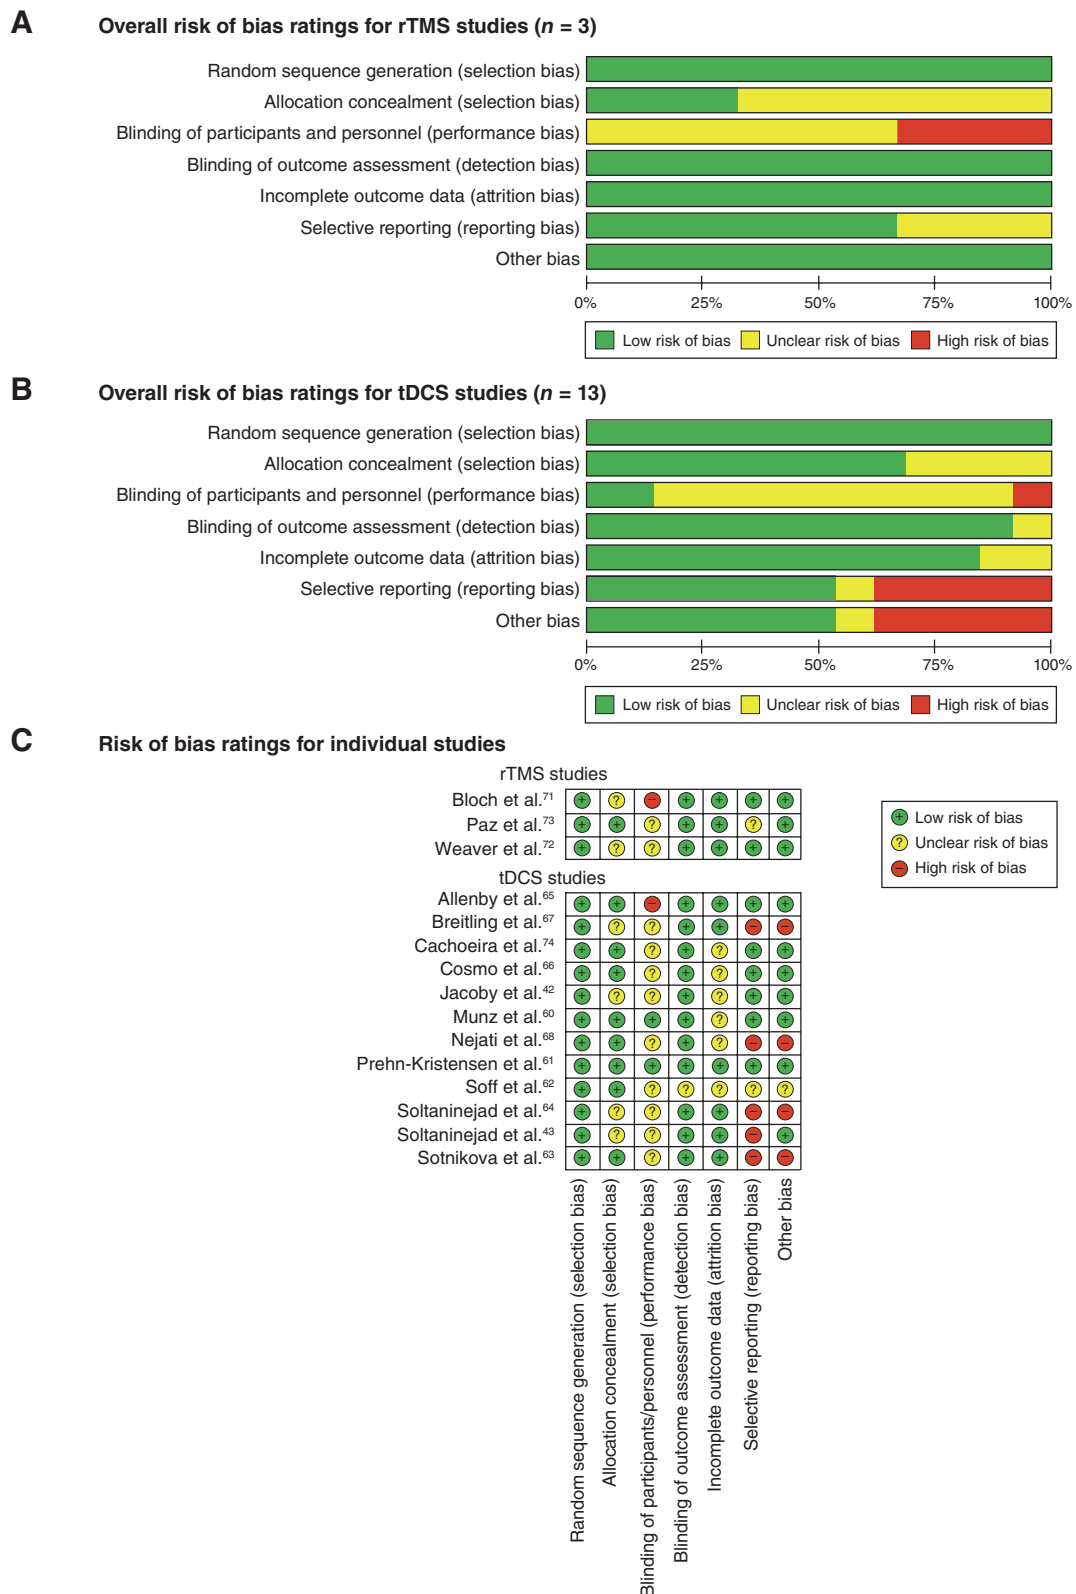 A Overall risk of bias ratings for rTMS studies (n = 3)
Random sequence generation (selection bias)
Allocation concealment (selection bias)
Blinding of participants and personnel (performance bias)
Blinding of outcome assessment (detection bias)
Incomplete outcome data (attrition bias)
Selective reporting (reporting bias)
Other bias
0% 25% 50% 75% 100%
Low risk of bias Unclear risk of bias High risk of bias
B Overall risk of bias ratings for tDCS studies (n = 13)
Random sequence generation (selection bias)
Allocation concealment (selection bias)
Blinding of participants and personnel (performance bias)
Blinding of outcome assessment (detection bias)
Incomplete outcome data (attrition bias)
Selective reporting (reporting bias)
Other bias
0% 25% 50% 75% 100%
Low risk of bias Unclear risk of bias High risk of bias
C Risk of bias ratings for individual studies
rTMS studies
Bloch et al.71 + ? – + + + +
Paz et al.73 + + ? + + ? +
Weaver et al.72 + ? ? + + + +
+ Low risk of bias
? Unclear risk of bias
– High risk of bias
tDCS studies
Allenby et al.65 + + – + + + +
Breitling et al.67 + ? ? + + – –
Cachoeira et al.74 + + ? + ? + +
Cosmo et al.66 + + ? + ? + +
Jacoby et al.42 + ? ? + ? + +
Munz et al.60 + + + + ? + +
Nejati et al.68 + + ? + ? – –
Prehn-Kristensen et al.61 + + + + + + +
Soff et al.62 + + ? ? ? ? ?
Soltaninejad et al.64 + ? ? + + – –
Soltaninejad et al.43 + ? ? + + – +
Sotnikova et al.63 + + ? + + – –
Random sequence generation (selection bias)
Allocation concealment (selection bias)
Blinding of participants/personnel (performance bias)
Blinding of outcome assessment (detection bias)
Incomplete outcome data (attrition bias)
Selective reporting (reporting bias)
Other bias